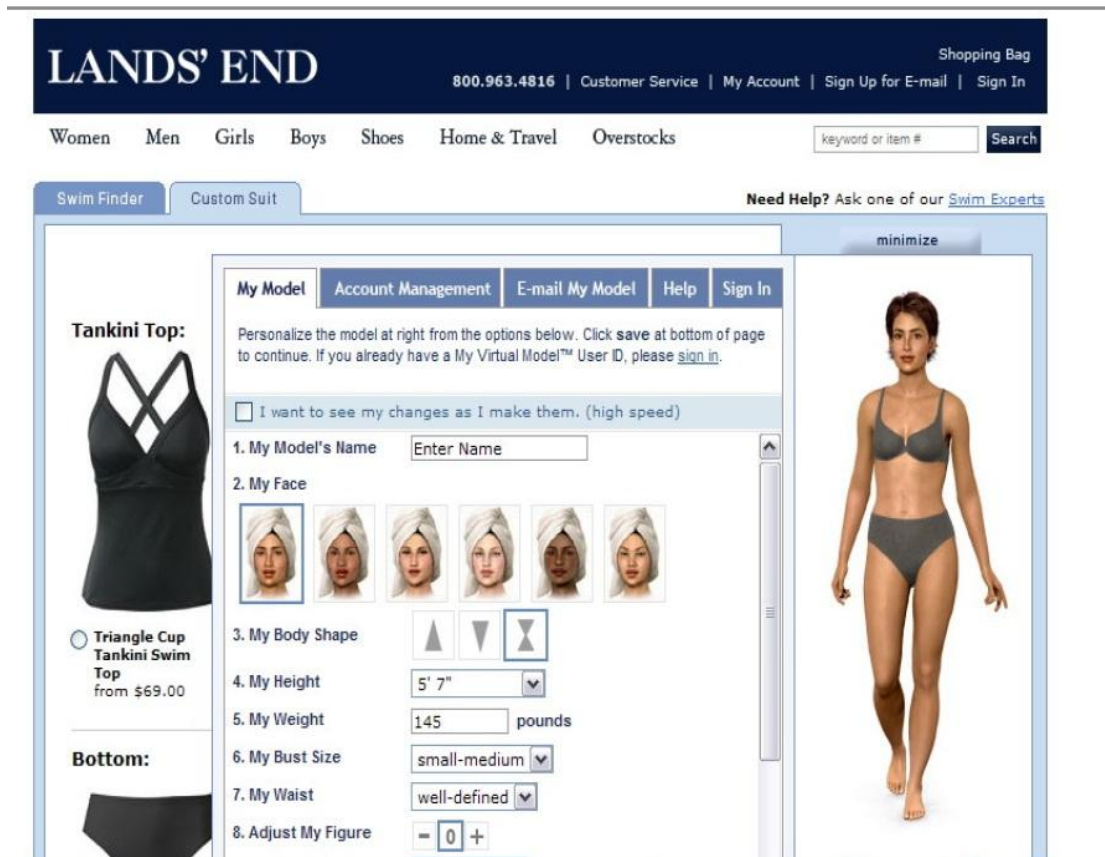 LANDS' END
Shopping Bag
800.963.4816 | Customer Service | My Account | Sign Up for E-mail | Sign In
Women Men Girls Boys Shoes Home & Travel Overstocks
keyword or item # Search
Swim Finder Custom Suit
Need Help? Ask one of our Swim Experts
minimize
My Model Account Management E-mail My Model Help Sign In
Personalize the model at right from the options below. Click save at bottom of page
to continue. If you already have a My Virtual Model™ User ID, please sign in.
I want to see my changes as I make them. (high speed)
Tankini Top:
Triangle Cup
Tankini Swim
Top
from $69.00
Bottom:
1. My Model's Name Enter Name
2. My Face
3. My Body Shape
4. My Height 5' 7"
5. My Weight 145 pounds
6. My Bust Size small-medium
7. My Waist well-defined
8. Adjust My Figure - 0 +